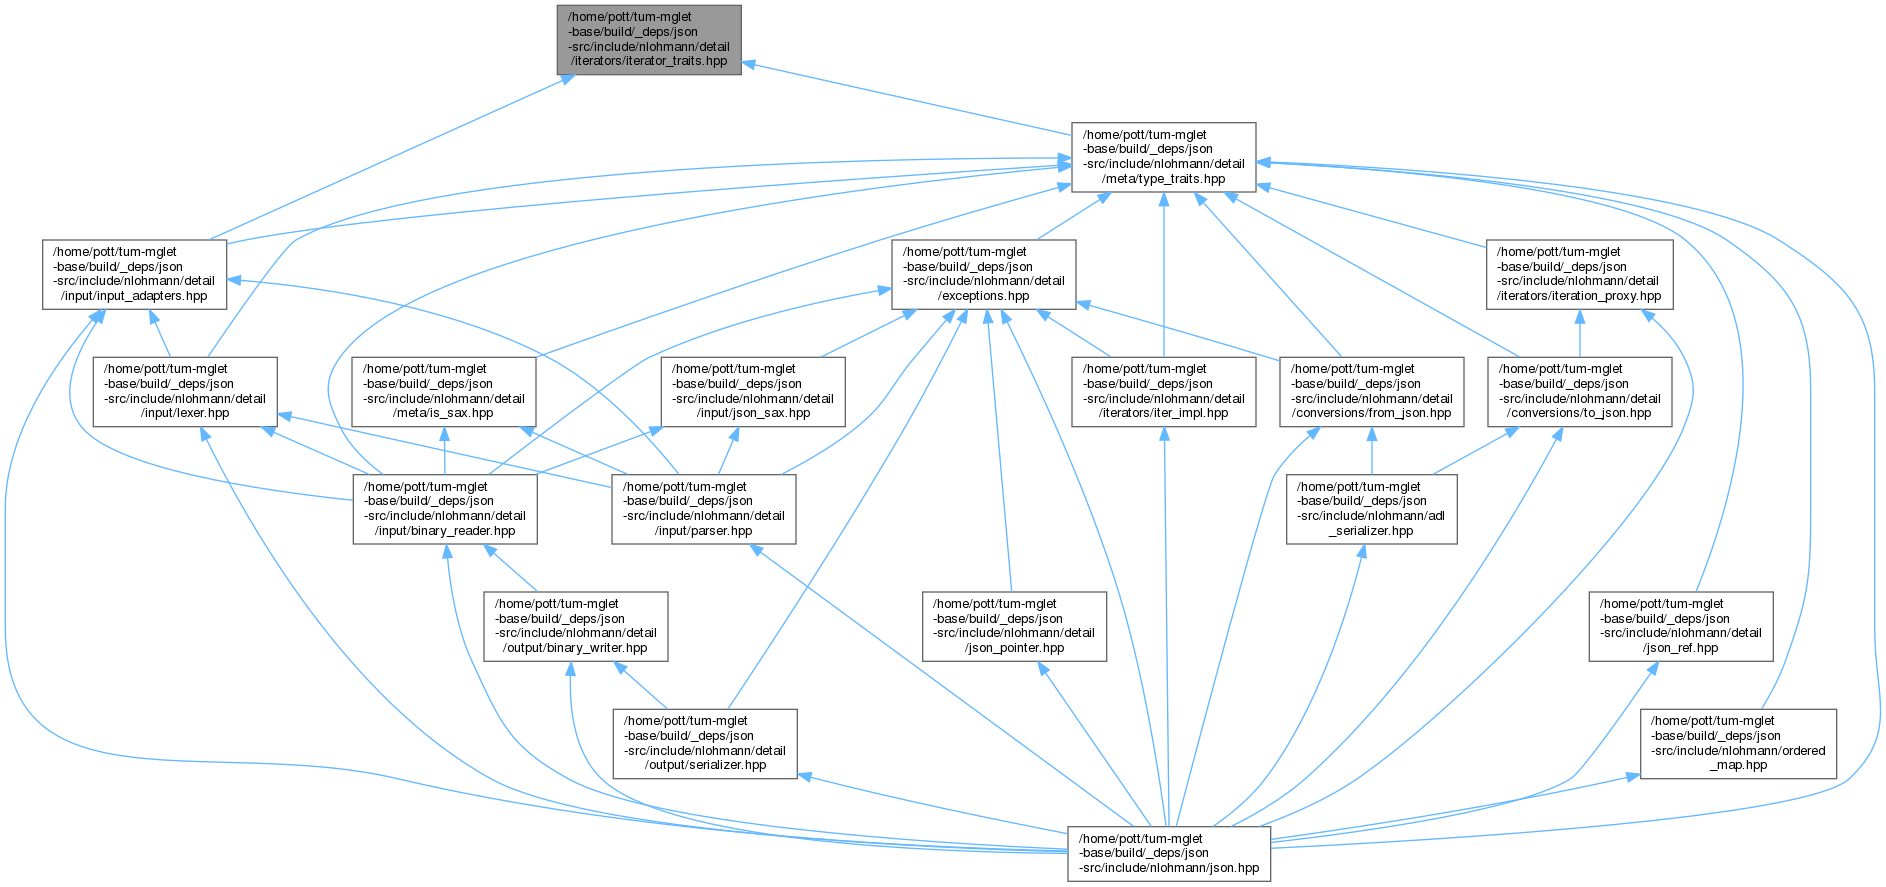 /home/pott/tum-mglet
-base/build/_deps/json
-src/include/nlohmann/detail
/iterators/iterator_traits.hpp
/home/pott/tum-mglet
-base/build/_deps/json
-src/include/nlohmann/detail
/meta/type_traits.hpp
/home/pott/tum-mglet
-base/build/_deps/json
-src/include/nlohmann/detail
/input/input_adapters.hpp
/home/pott/tum-mglet
-base/build/_deps/json
-src/include/nlohmann/detail
/exceptions.hpp
/home/pott/tum-mglet
-base/build/_deps/json
-src/include/nlohmann/detail
/iterators/iteration_proxy.hpp
/home/pott/tum-mglet
-base/build/_deps/json
-src/include/nlohmann/detail
/input/lexer.hpp
/home/pott/tum-mglet
-base/build/_deps/json
-src/include/nlohmann/detail
/meta/is_sax.hpp
/home/pott/tum-mglet
-base/build/_deps/json
-src/include/nlohmann/detail
/input/json_sax.hpp
/home/pott/tum-mglet
-base/build/_deps/json
-src/include/nlohmann/detail
/iterators/iter_impl.hpp
/home/pott/tum-mglet
-base/build/_deps/json
-src/include/nlohmann/detail
/conversions/from_json.hpp
/home/pott/tum-mglet
-base/build/_deps/json
-src/include/nlohmann/detail
/conversions/to_json.hpp
/home/pott/tum-mglet
-base/build/_deps/json
-src/include/nlohmann/detail
/input/binary_reader.hpp
/home/pott/tum-mglet
-base/build/_deps/json
-src/include/nlohmann/detail
/input/parser.hpp
/home/pott/tum-mglet
-base/build/_deps/json
-src/include/nlohmann/adl
_serializer.hpp
/home/pott/tum-mglet
-base/build/_deps/json
-src/include/nlohmann/detail
/output/binary_writer.hpp
/home/pott/tum-mglet
-base/build/_deps/json
-src/include/nlohmann/detail
/json_pointer.hpp
/home/pott/tum-mglet
-base/build/_deps/json
-src/include/nlohmann/detail
/json_ref.hpp
/home/pott/tum-mglet
-base/build/_deps/json
-src/include/nlohmann/detail
/output/serializer.hpp
/home/pott/tum-mglet
-base/build/_deps/json
-src/include/nlohmann/ordered
_map.hpp
/home/pott/tum-mglet
-base/build/_deps/json
-src/include/nlohmann/json.hpp